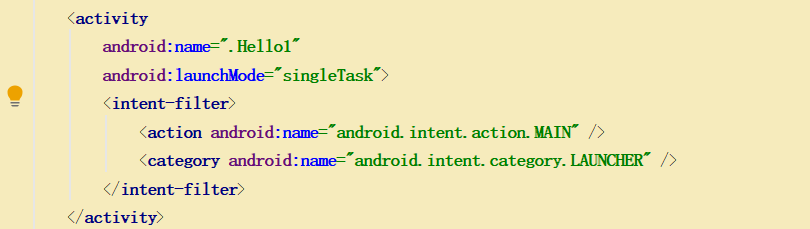 <activity
android:name=".Hello1"
android:launchMode="singleTask">
<intent-filter>
<action android:name="android.intent.action.MAIN" />
<category android:name="android.intent.category.LAUNCHER" />
</intent-filter>
</activity>